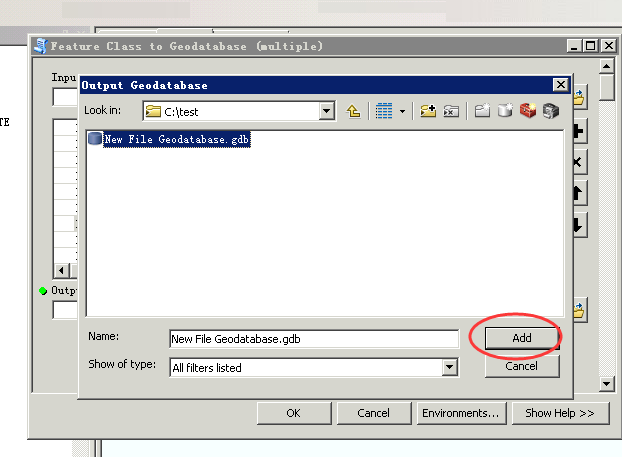 Feature Class to Geodatabase (multiple)
Inpu
Output Geodatabase
Look in:
C:\test
TE
New File Geodatabase.gdb
Outpu
Name:
New File Geodatabase.gdb
Add
Show of type:
All filters listed
Cancel
OK
Cancel
Environments...
Show Help >>